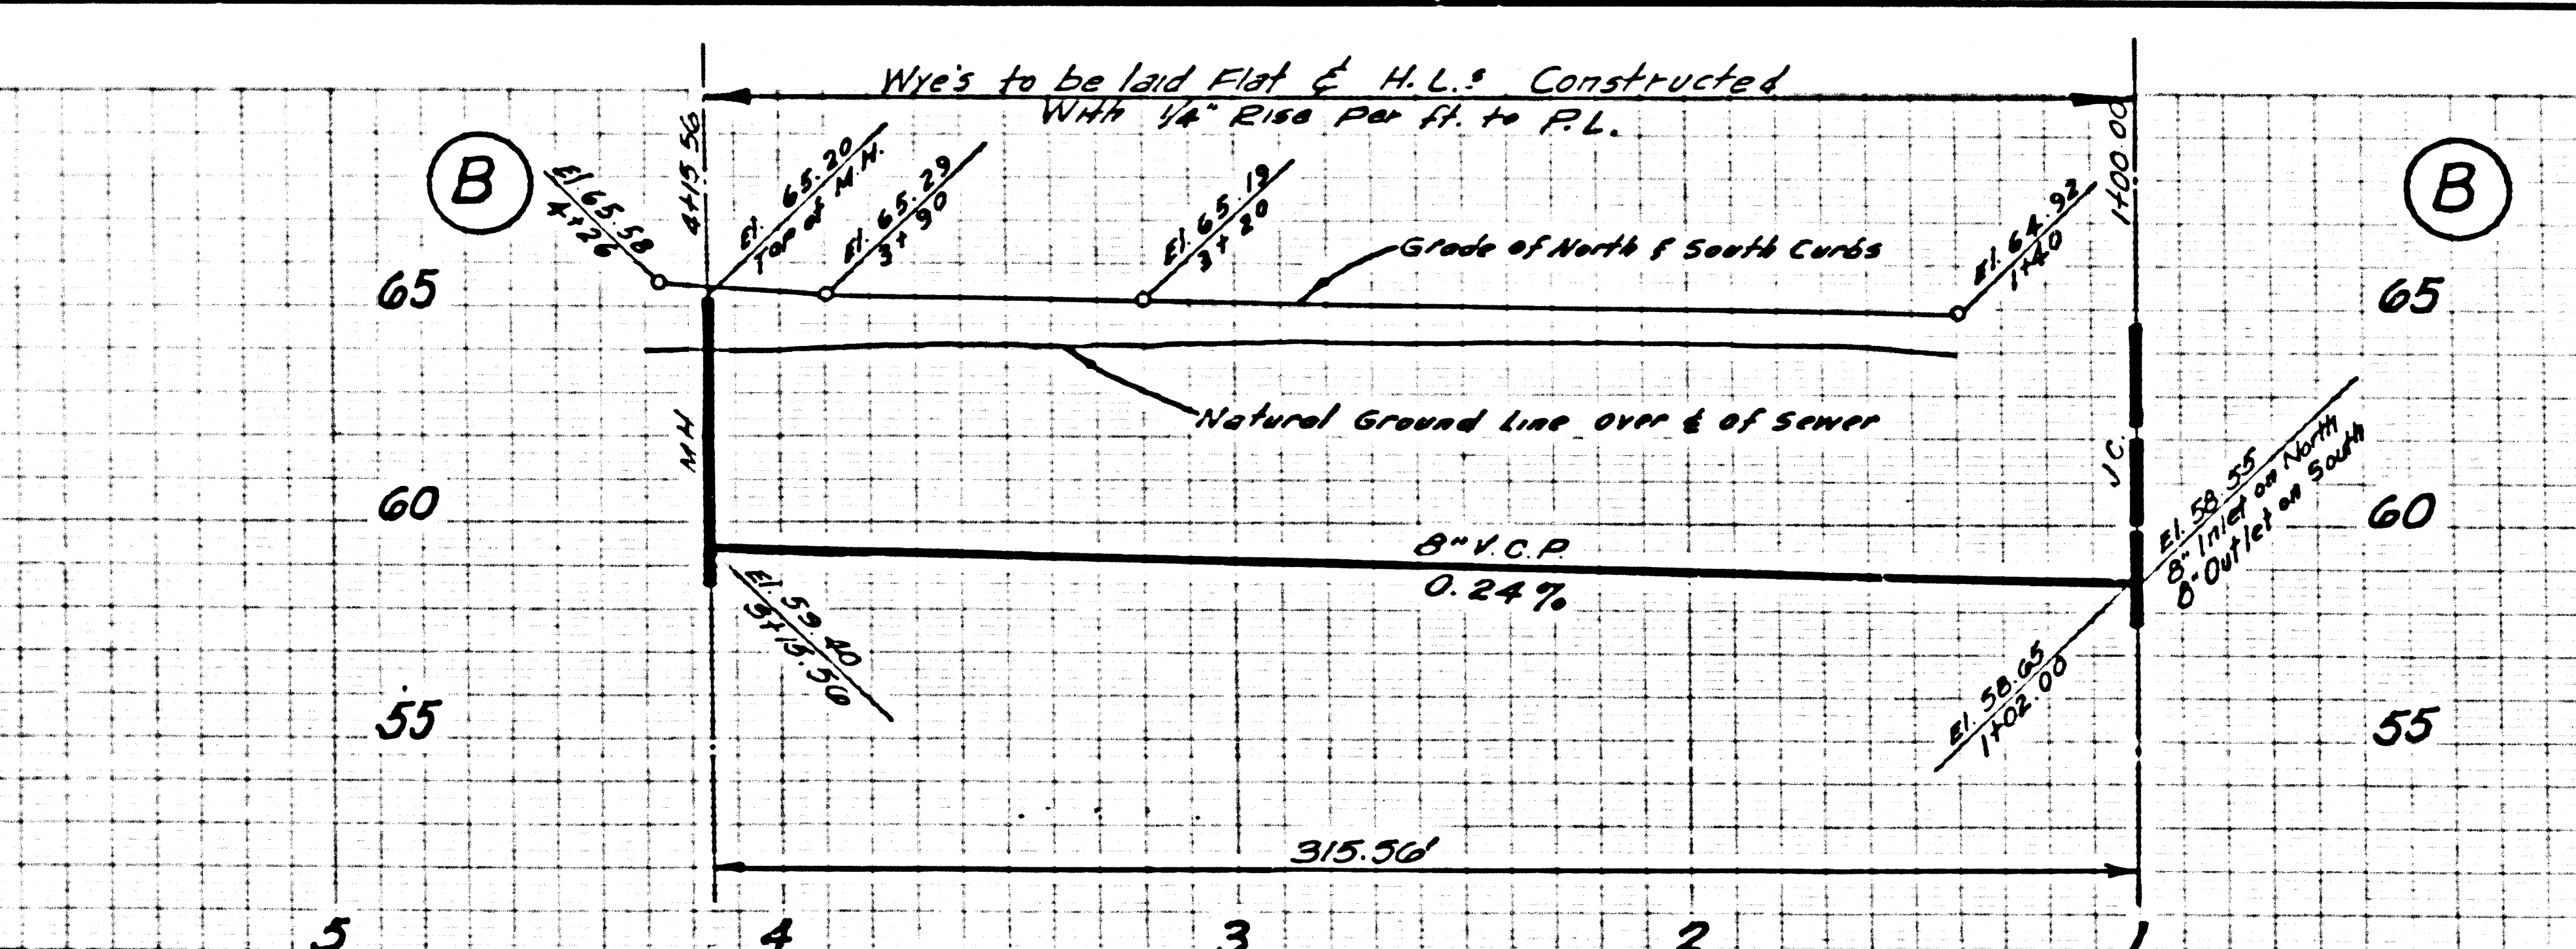 Wye's to be laid Flat & H.L.s Constructed
With 1/4" Rise Per ft. to P.L.
B
El. 65.58
4+26
4+15.56
El. 65.20
Top of M.H.
El. 65.29
3+90
El. 65.19
3+20
Grade of North & South Curbs
El. 64.92
1+40
1+00.00
B
65
65
Natural Ground Line over ℄ of Sewer
MH
J.C.
El. 58.55
8" Inlet on North
8" Outlet on South
60
60
8" V.C.P.
0.24%
El. 59.40
3+15.56
El. 58.65
1+02.00
55
55
315.56'
5
4
3
2
1